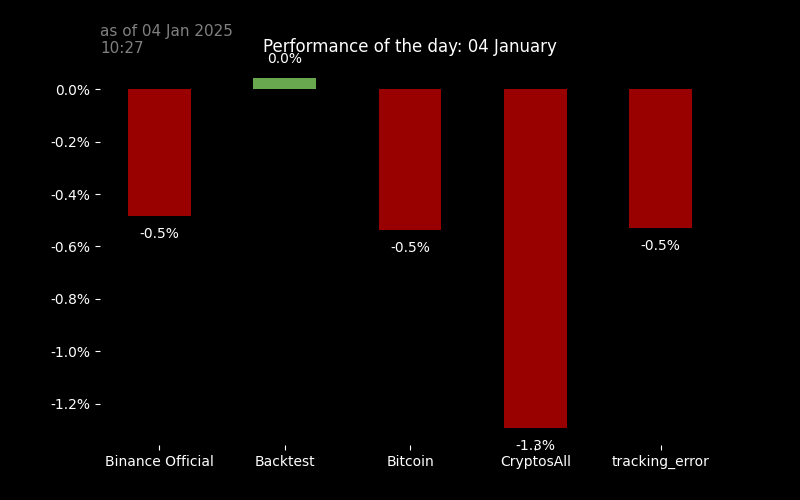 as of 04 Jan 2025
10:27
Performance of the day: 04 January
0.0%
0.0%
-0.2%
-0.4%
-0.5%
-0.5%
-0.5%
-0.6%
-0.8%
-1.0%
-1.2%
-1.3%
Binance Official
Backtest
Bitcoin
CryptosAll
tracking_error